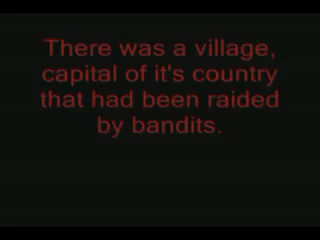 There was a village,
capital of it's country
that had been raided
by bandits.